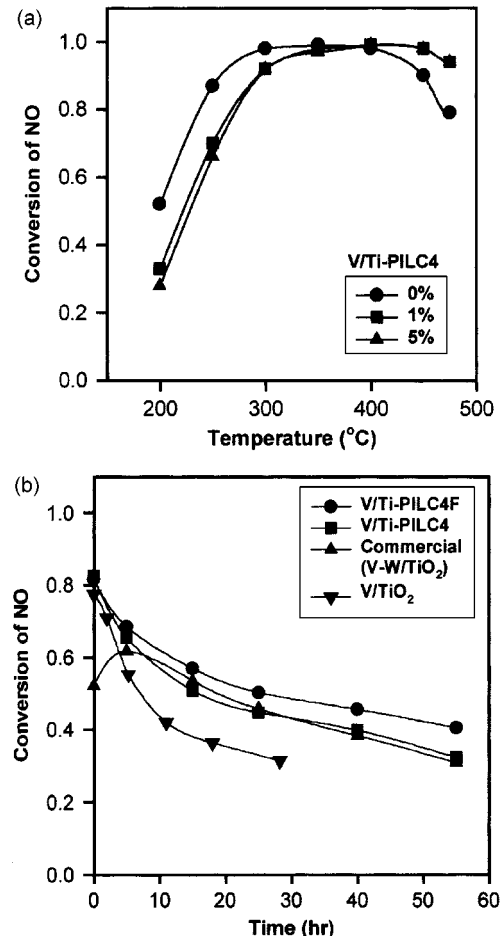 (a)
1.0
0.8
0.6
0.4
0.2
0.0
Conversion of NO
V/Ti-PILC4
0%
1%
5%
200 300 400 500
Temperature (°C)
(b)
1.0
0.8
0.6
0.4
0.2
0.0
Conversion of NO
V/Ti-PILC4F
V/Ti-PILC4
Commercial
(V-W/TiO₂)
V/TiO₂
0 10 20 30 40 50 60
Time (hr)